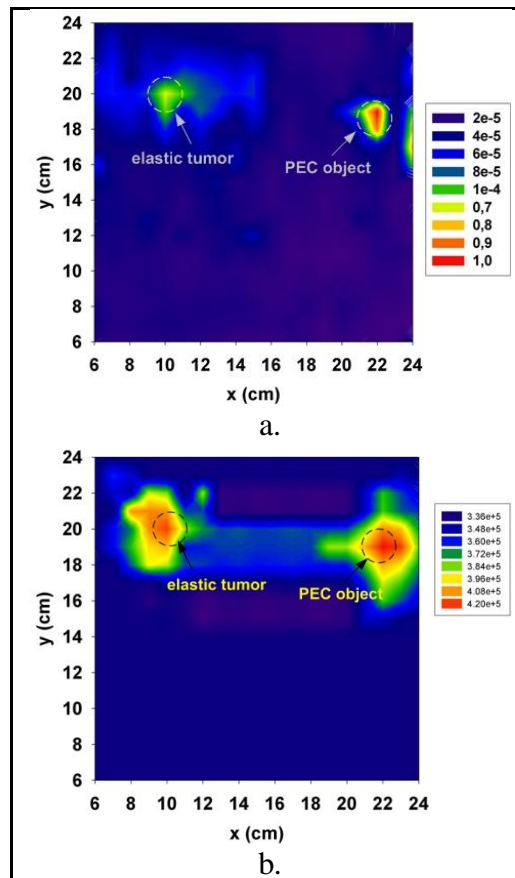 24
22
20
18
16
14
12
10
8
6
y (cm)
elastic tumor
PEC object
2e-5
4e-5
6e-5
8e-5
1e-4
0,7
0,8
0,9
1,0
6 8 10 12 14 16 18 20 22 24
x (cm)
a.
24
22
20
18
16
14
12
10
8
6
y (cm)
elastic tumor
PEC object
3.36e+5
3.48e+5
3.60e+5
3.72e+5
3.84e+5
3.96e+5
4.08e+5
4.20e+5
6 8 10 12 14 16 18 20 22 24
x (cm)
b.